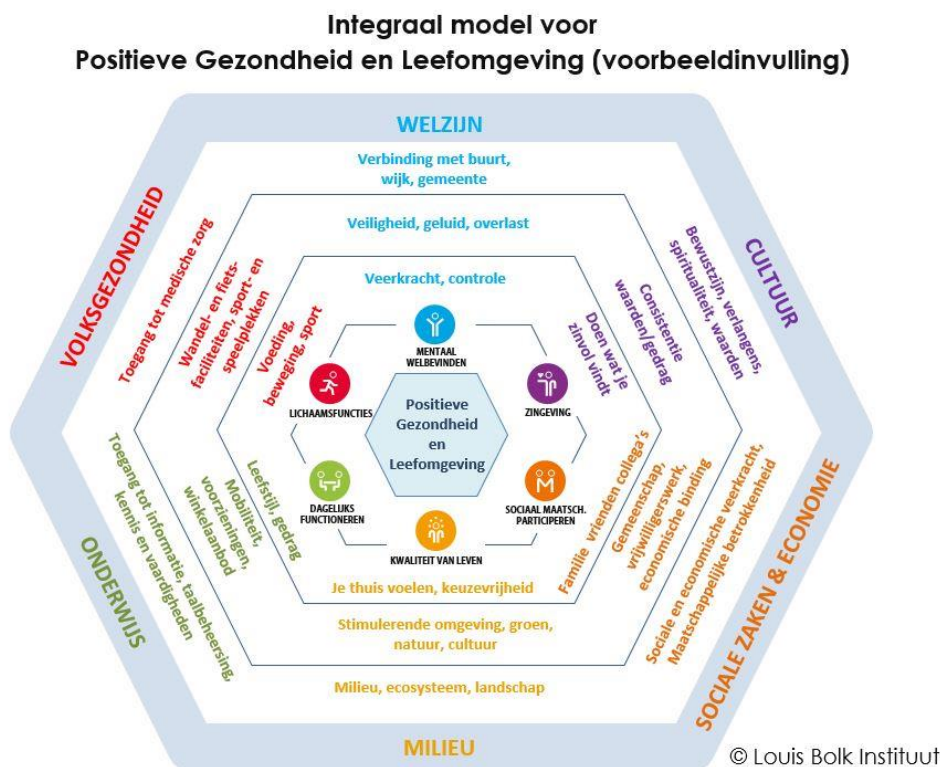 Integraal model voor
Positieve Gezondheid en Leefomgeving (voorbeeldinvulling)
WELZIJN
Verbinding met buurt,
wijk, gemeente
Veiligheid, geluid, overlast
Veerkracht, controle
MENTAAL
WELBEVINDEN
VOLKSGEZONDHEID
Toegang tot medische zorg
Wandel- en fiets-
faciliteiten, sport- en
speelplekken
Voeding,
beweging, sport
LICHAAMSFUNCTIES
CULTUUR
Bewustzijn, verlangens,
spiritualiteit, waarden
Consistentie
waarden/gedrag
Doen wat je
zinvol vindt
ZINGEVING
Positieve
Gezondheid
en
Leefomgeving
ONDERWIJS
Toegang tot informatie, taalbeheersing,
kennis en vaardigheden
Mobiliteit,
voorzieningen,
winkelaanbod
Leefstijl, gedrag
DAGELIJKS
FUNCTIONEREN
SOCIAAL MAATSCH.
PARTICIPEREN
Familie vrienden collega's
Gemeenschap,
vrijwilligerswerk,
economische binding
Sociale en economische veerkracht,
Maatschappelijke betrokkenheid
SOCIALE ZAKEN & ECONOMIE
KWALITEIT VAN LEVEN
Je thuis voelen, keuzevrijheid
Stimulerende omgeving, groen,
natuur, cultuur
Milieu, ecosysteem, landschap
MILIEU
© Louis Bolk Instituut